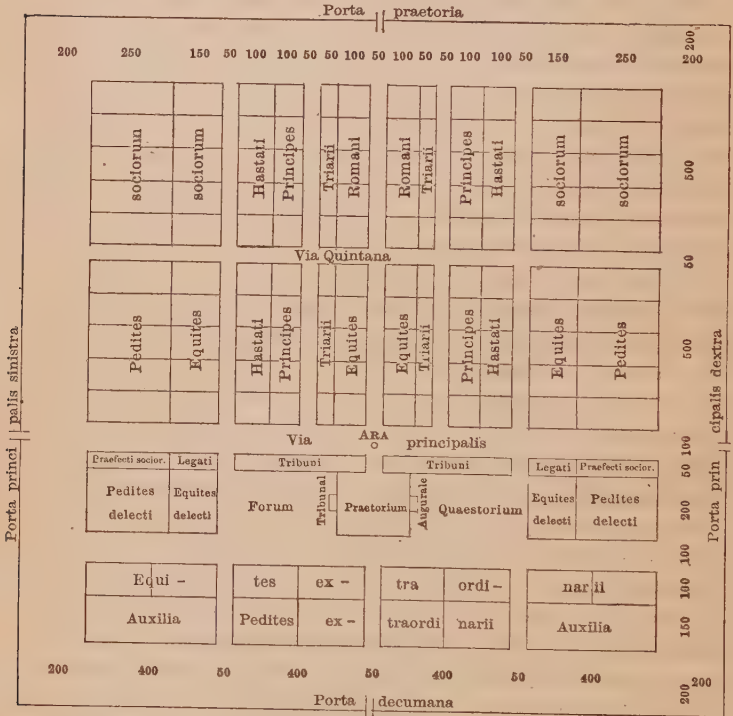 Porta praetoria
200 250 150 50 100 100 50 50 100 50 100 50 50 100 100 50 50 150 250 200
200
sociorum sociorum Hastati Principes Triarii Romani Romani Triarii Principes Hastati sociorum sociorum
500
Via Quintana
50
Pedites Equites Hastati Principes Triarii Equites Equites Triarii Principes Hastati Equites Pedites
500
Porta princi palis sinistra
Porta prin cipalis dextra
Via ARA principalis
100
Praefecti socior. Legati Tribuni Tribuni Legati Praefecti socior.
50
Pedites delecti
Equites delecti
Forum Tribunal Praetorium Augurale Quaestorium
Equites delecti
Pedites delecti
200
100
Equi- tes ex- tra ordi- narii
100
Auxilia Pedites ex- traordi narii Auxilia
150
200 400 50 400 50 400 50 400 200
200
Porta decumana